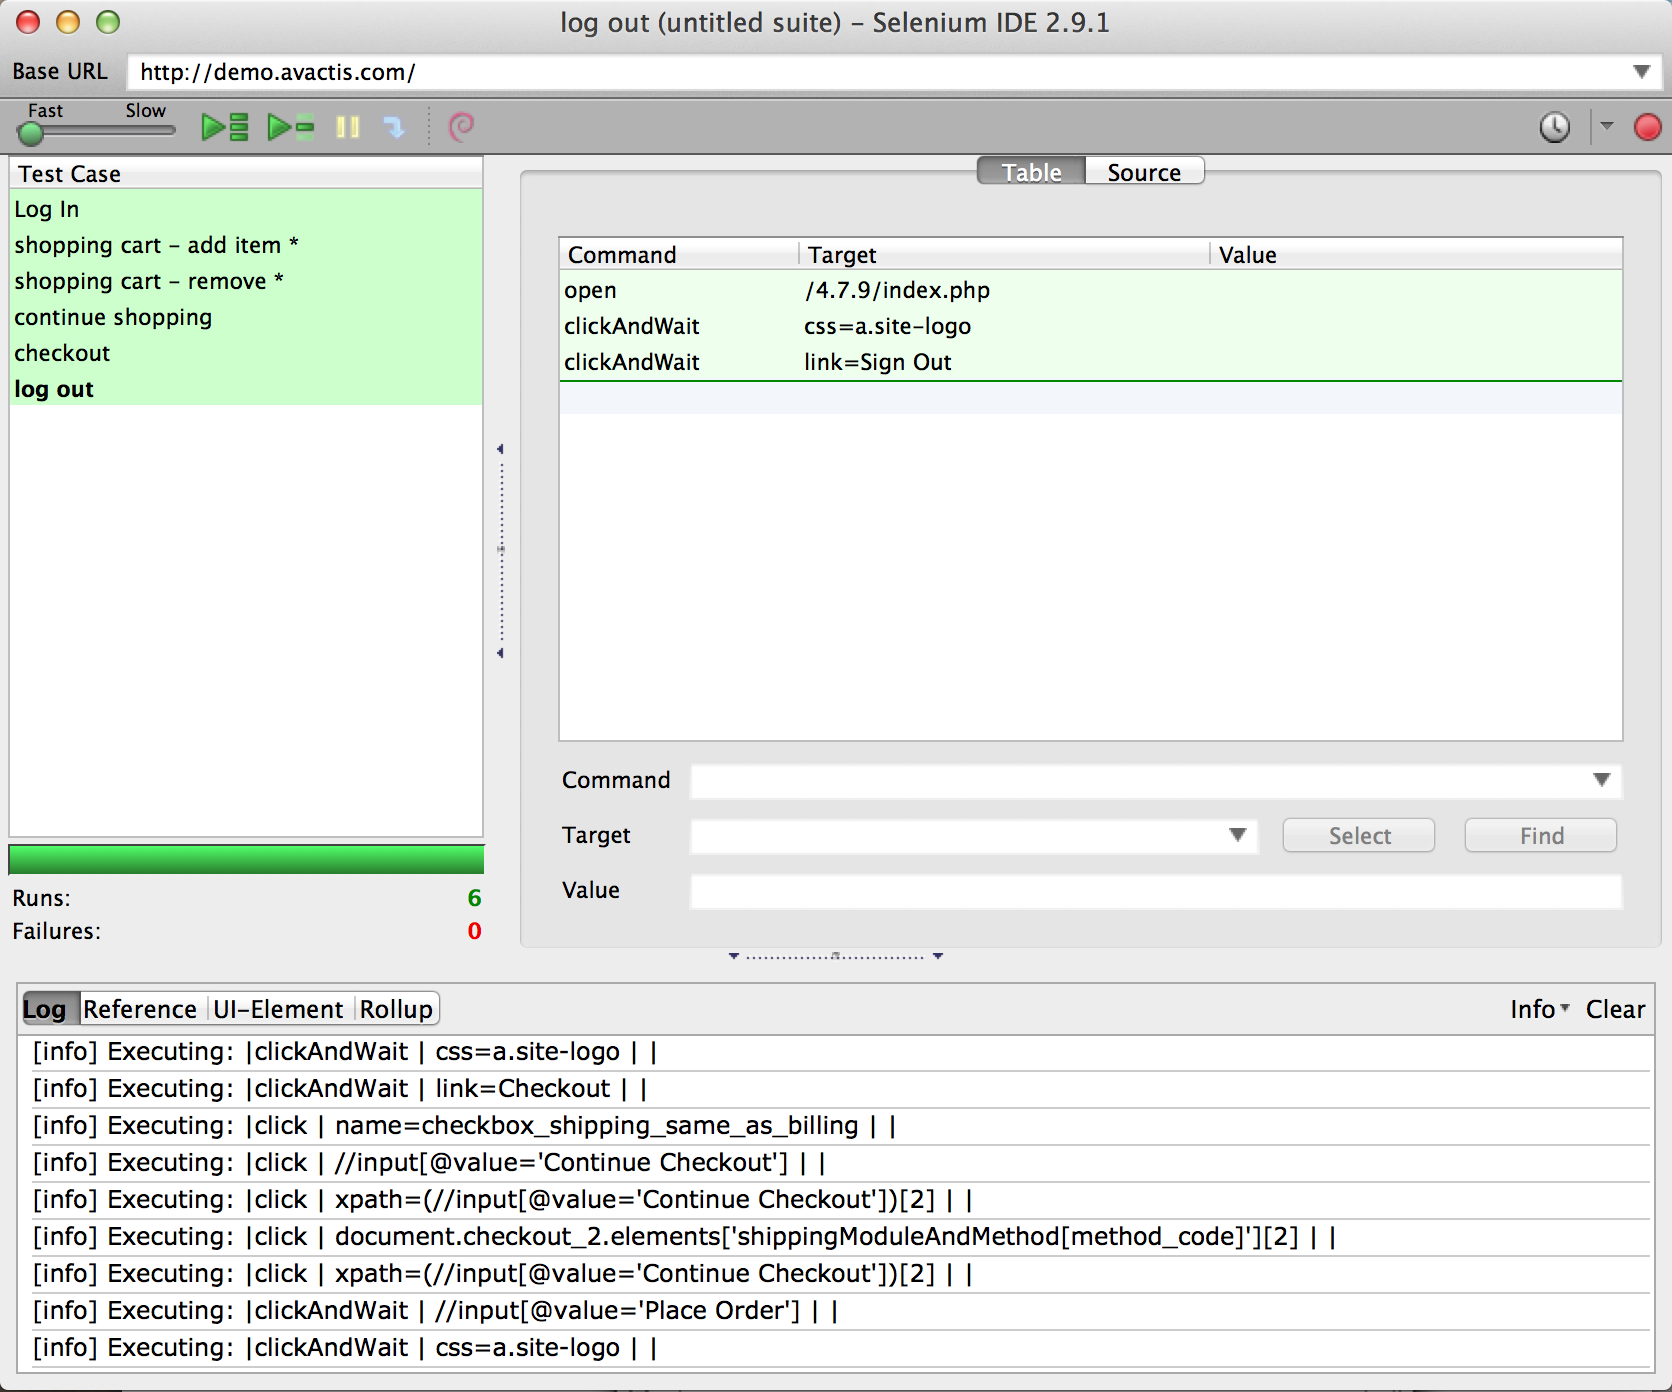 log out (untitled suite) – Selenium IDE 2.9.1
Base URL http://demo.avactis.com/
Fast Slow
Test Case
Log In
shopping cart – add item *
shopping cart – remove *
continue shopping
checkout
log out
Runs: 6
Failures: 0
Table Source
Command Target Value
open /4.7.9/index.php
clickAndWait css=a.site-logo
clickAndWait link=Sign Out
Command
Target Select Find
Value
Log Reference UI-Element Rollup Info Clear
[info] Executing: |clickAndWait | css=a.site-logo | |
[info] Executing: |clickAndWait | link=Checkout | |
[info] Executing: |click | name=checkbox_shipping_same_as_billing | |
[info] Executing: |click | //input[@value='Continue Checkout'] | |
[info] Executing: |click | xpath=(//input[@value='Continue Checkout'])[2] | |
[info] Executing: |click | document.checkout_2.elements['shippingModuleAndMethod[method_code]'][2] | |
[info] Executing: |click | xpath=(//input[@value='Continue Checkout'])[2] | |
[info] Executing: |clickAndWait | //input[@value='Place Order'] | |
[info] Executing: |clickAndWait | css=a.site-logo | |